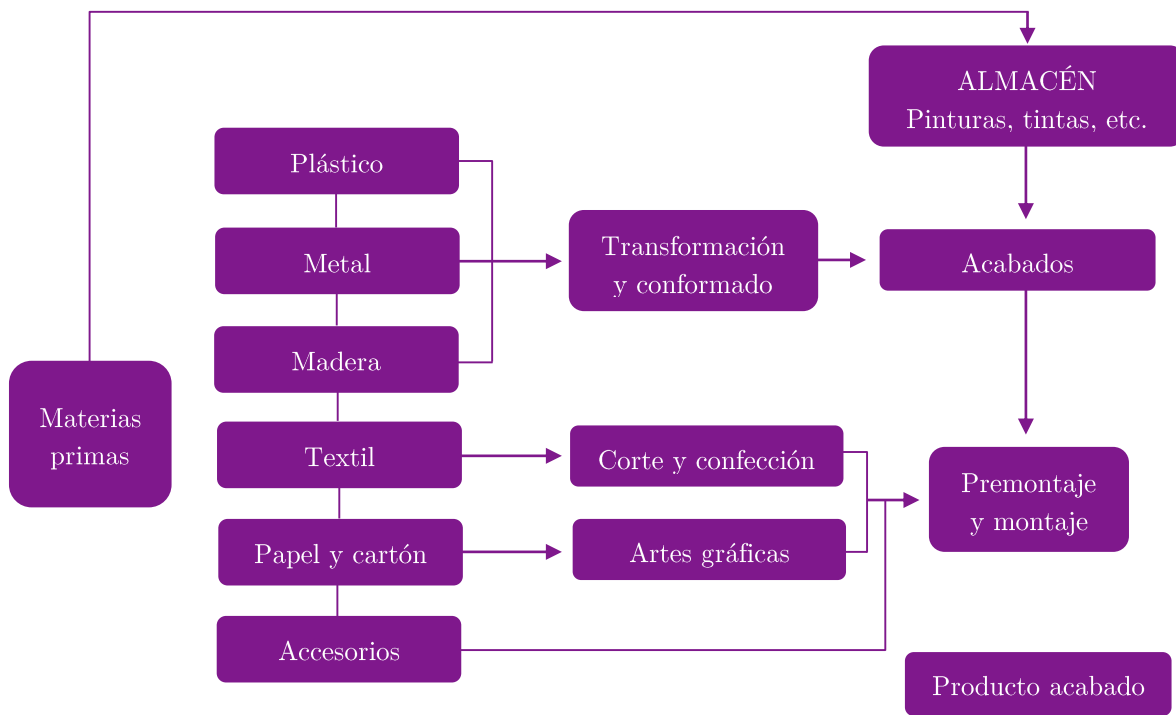 ALMACÉN
Pinturas, tintas, etc.
Plástico
Metal
Madera
Materias
primas
Textil
Papel y cartón
Accesorios
Transformación
y conformado
Corte y confección
Artes gráficas
Acabados
Premontaje
y montaje
Producto acabado